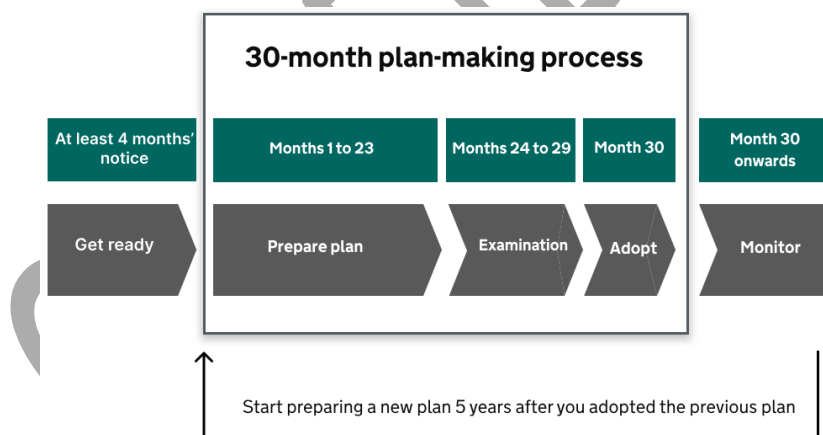 30-month plan-making process
At least 4 months’
notice
Months 1 to 23
Months 24 to 29
Month 30
Month 30
onwards
Get ready
Prepare plan
Examination
Adopt
Monitor
Start preparing a new plan 5 years after you adopted the previous plan